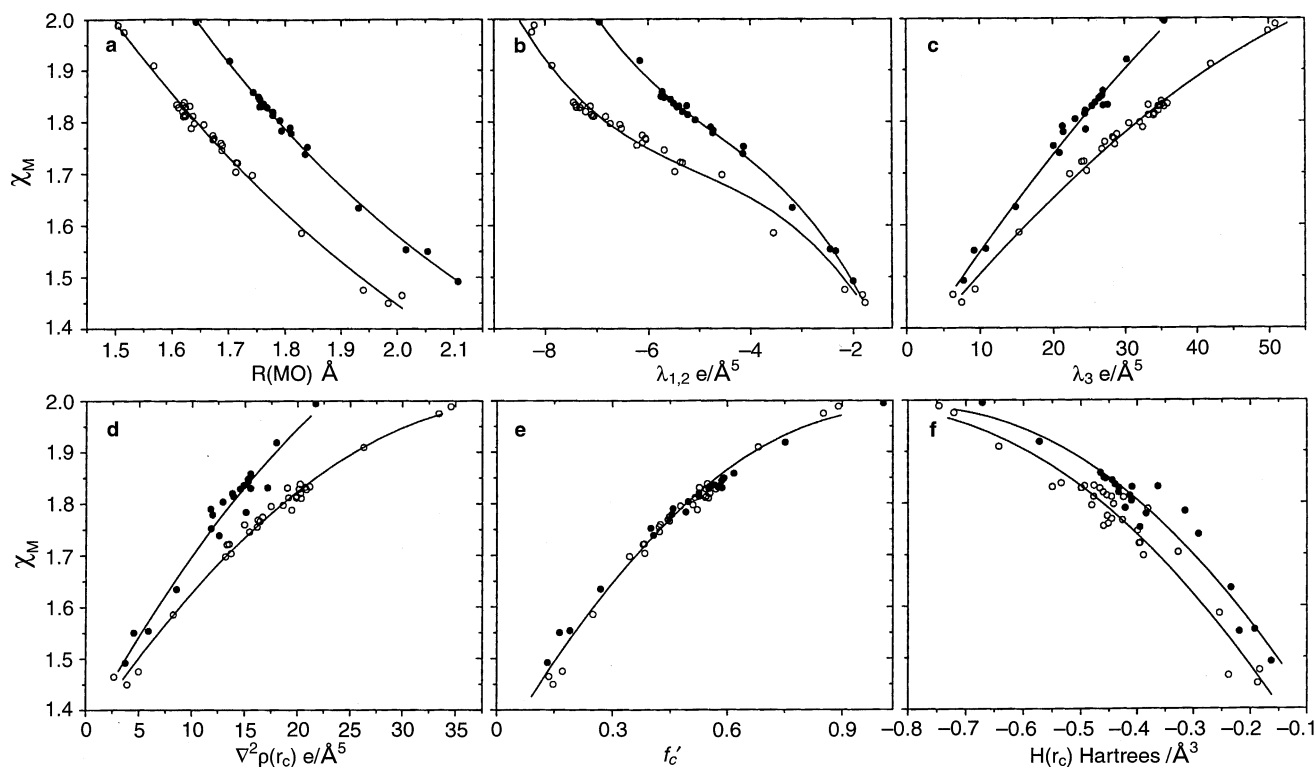 a
b
c
χM
2.0
1.9
1.8
1.7
1.6
1.5
1.4
1.5 1.6 1.7 1.8 1.9 2.0 2.1
R(MO) Å
–8 –6 –4 –2
λ1,2 e/Å⁵
0 10 20 30 40 50
λ3 e/Å⁵
d
e
f
χM
2.0
1.9
1.8
1.7
1.6
1.5
1.4
0 5 10 15 20 25 30 35
∇²ρ(rc) e/Å⁵
0 0.3 0.6 0.9
fc′
–0.8 –0.7 –0.6 –0.5 –0.4 –0.3 –0.2 –0.1
H(rc) Hartrees /Å³